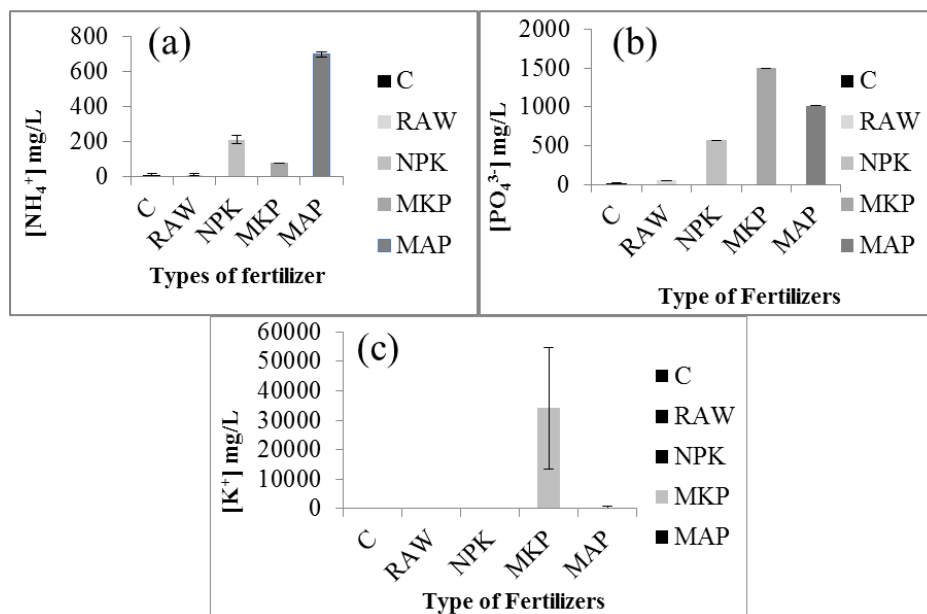 (a)
[NH₄⁺] mg/L
800
600
400
200
0
C
RAW
NPK
MKP
MAP
Types of fertilizer
C
RAW
NPK
MKP
MAP
(b)
[PO₄³⁻] mg/L
2000
1500
1000
500
0
C
RAW
NPK
MKP
MAP
Type of Fertilizers
C
RAW
NPK
MKP
MAP
(c)
[K⁺] mg/L
60000
50000
40000
30000
20000
10000
0
C
RAW
NPK
MKP
MAP
Type of Fertilizers
C
RAW
NPK
MKP
MAP